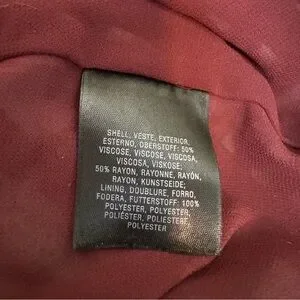 SHELL, VESTE, EXTERIOR,
ESTERNO, OBERSTOFF: 50%
VISCOSE, VISCOSE, VISCOSA,
VISCOSA, VISKOSE,
50% RAYON, RAYONNE, RAYÓN,
RAYON, KUNSTSEIDE;
LINING, DOUBLURE, FORRO,
FODERA, FUTTERSTOFF: 100%
POLYESTER, POLYESTER,
POLIÉSTER, POLIESTERE,
POLYESTER